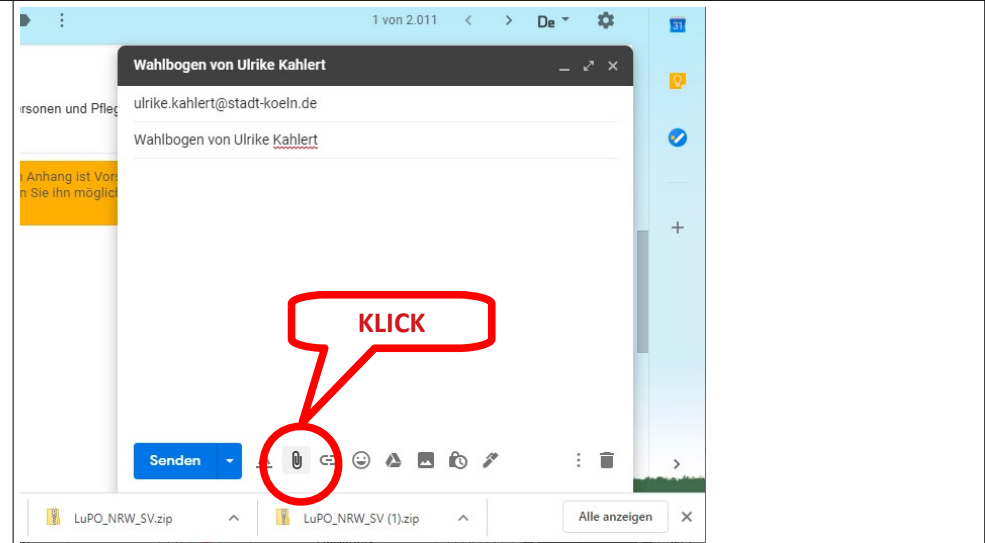 1 von 2.011
De
31
Wahlbogen von Ulrike Kahlert
ulrike.kahlert@stadt-koeln.de
Wahlbogen von Ulrike Kahlert
rsonen und Pfleg
n Anhang ist Vors
n Sie ihn möglich
KLICK
Senden
LuPO_NRW_SV.zip
LuPO_NRW_SV (1).zip
Alle anzeigen